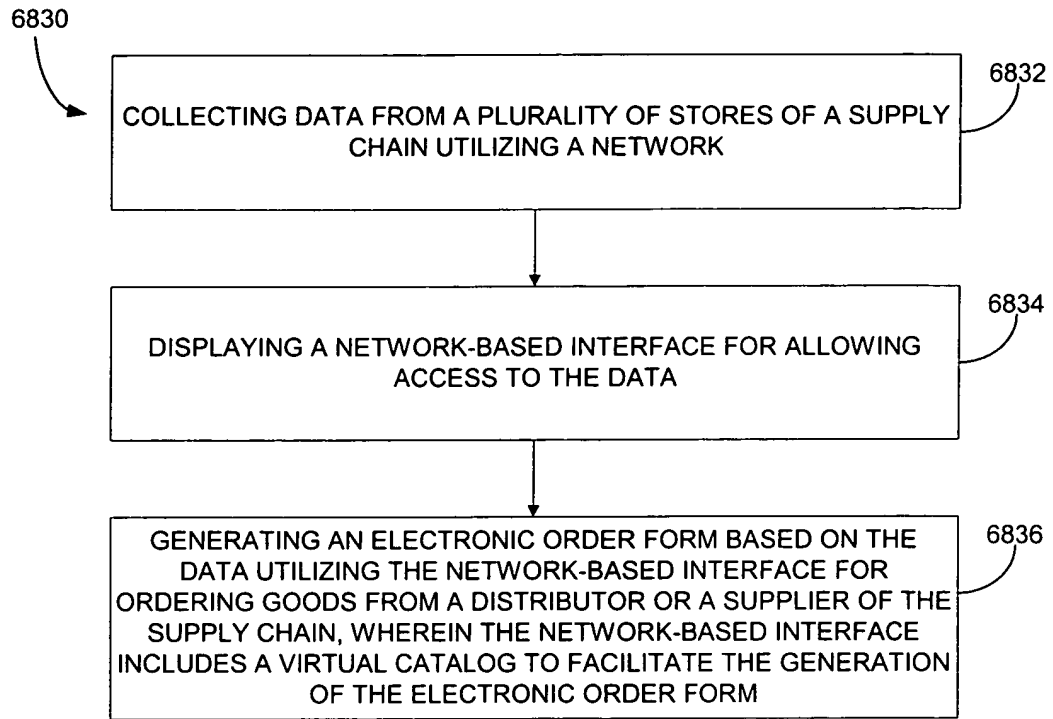 6830
6832
COLLECTING DATA FROM A PLURALITY OF STORES OF A SUPPLY
CHAIN UTILIZING A NETWORK
6834
DISPLAYING A NETWORK-BASED INTERFACE FOR ALLOWING
ACCESS TO THE DATA
6836
GENERATING AN ELECTRONIC ORDER FORM BASED ON THE
DATA UTILIZING THE NETWORK-BASED INTERFACE FOR
ORDERING GOODS FROM A DISTRIBUTOR OR A SUPPLIER OF THE
SUPPLY CHAIN, WHEREIN THE NETWORK-BASED INTERFACE
INCLUDES A VIRTUAL CATALOG TO FACILITATE THE GENERATION
OF THE ELECTRONIC ORDER FORM